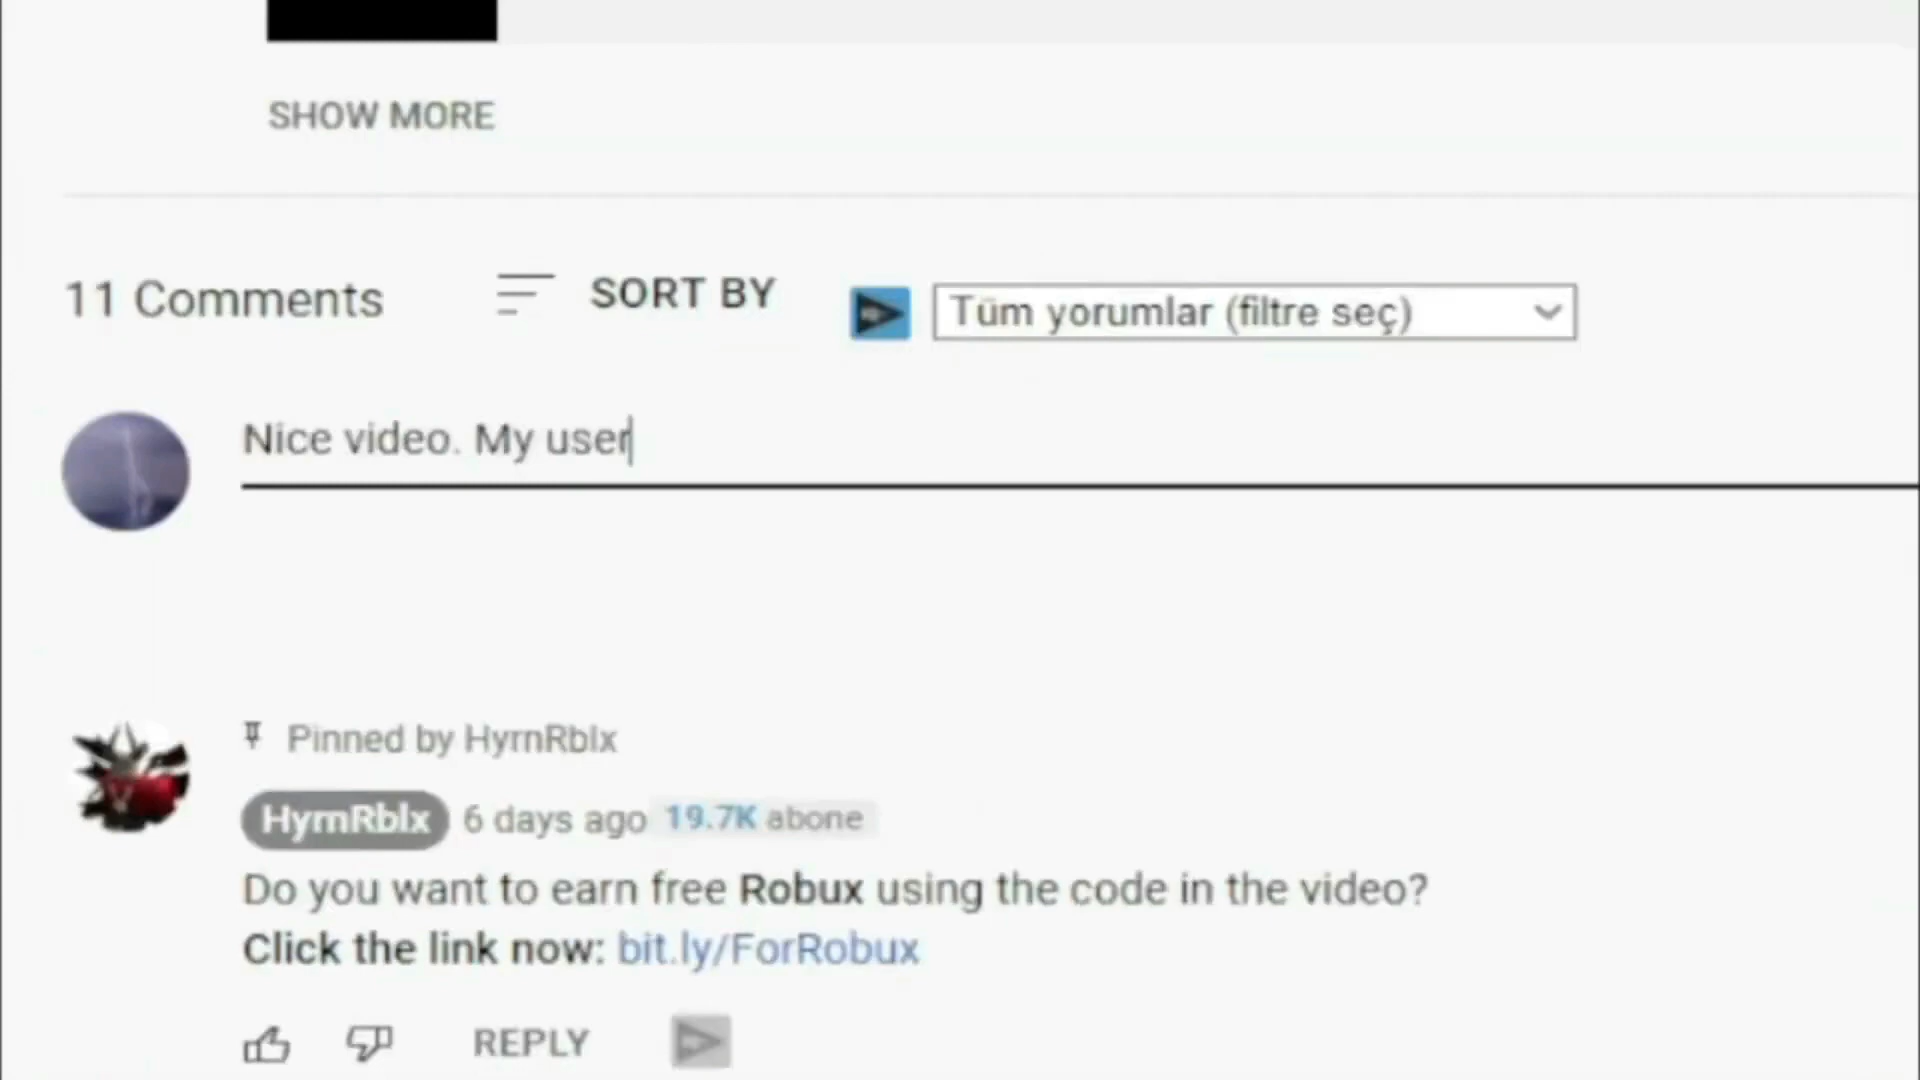 SHOW MORE
11 Comments
SORT BY
Tüm yorumlar (filtre seç)
Nice video. My user
Pinned by HyrnRblx
HyrnRblx 6 days ago 19.7K abone
Do you want to earn free Robux using the code in the video?
Click the link now: bit.ly/ForRobux
REPLY